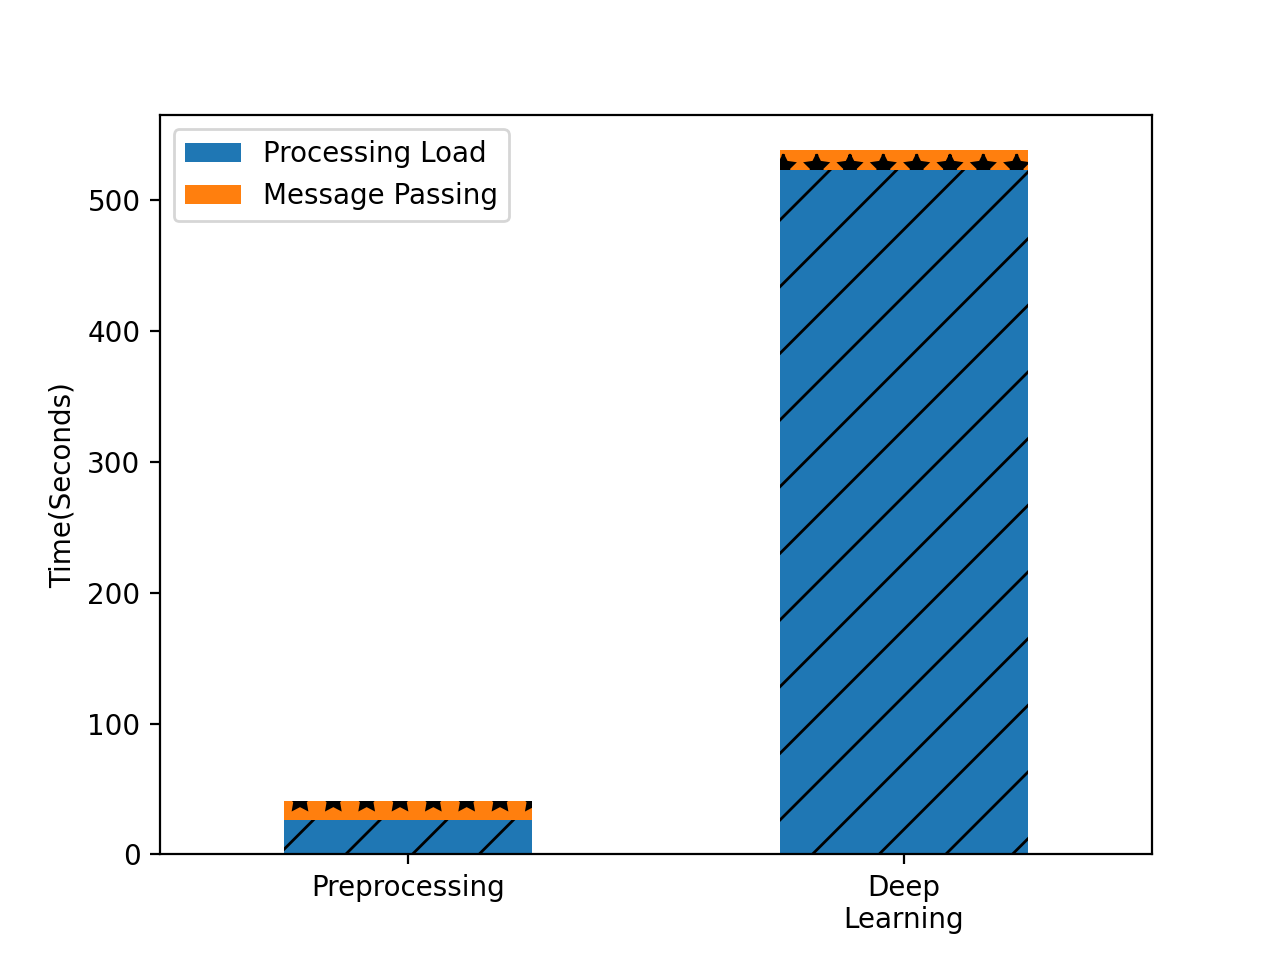 Processing Load
Message Passing
500
400
300
200
100
0
Time(Seconds)
Preprocessing
Deep
Learning